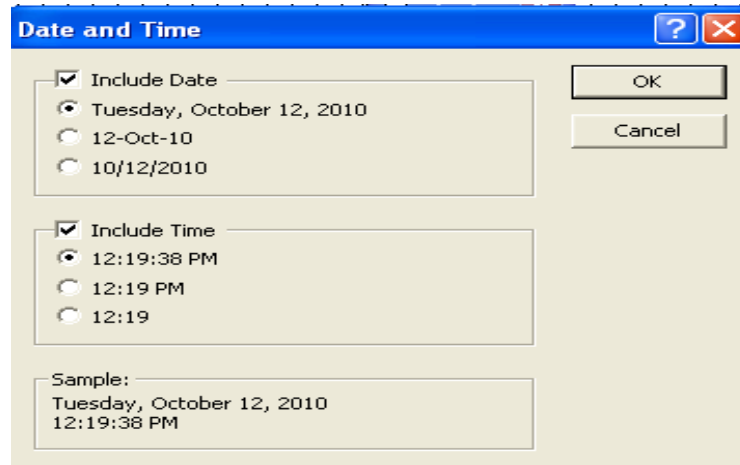 Date and Time
Include Date
Tuesday, October 12, 2010
12-Oct-10
10/12/2010
Include Time
12:19:38 PM
12:19 PM
12:19
Sample:
Tuesday, October 12, 2010
12:19:38 PM
OK
Cancel